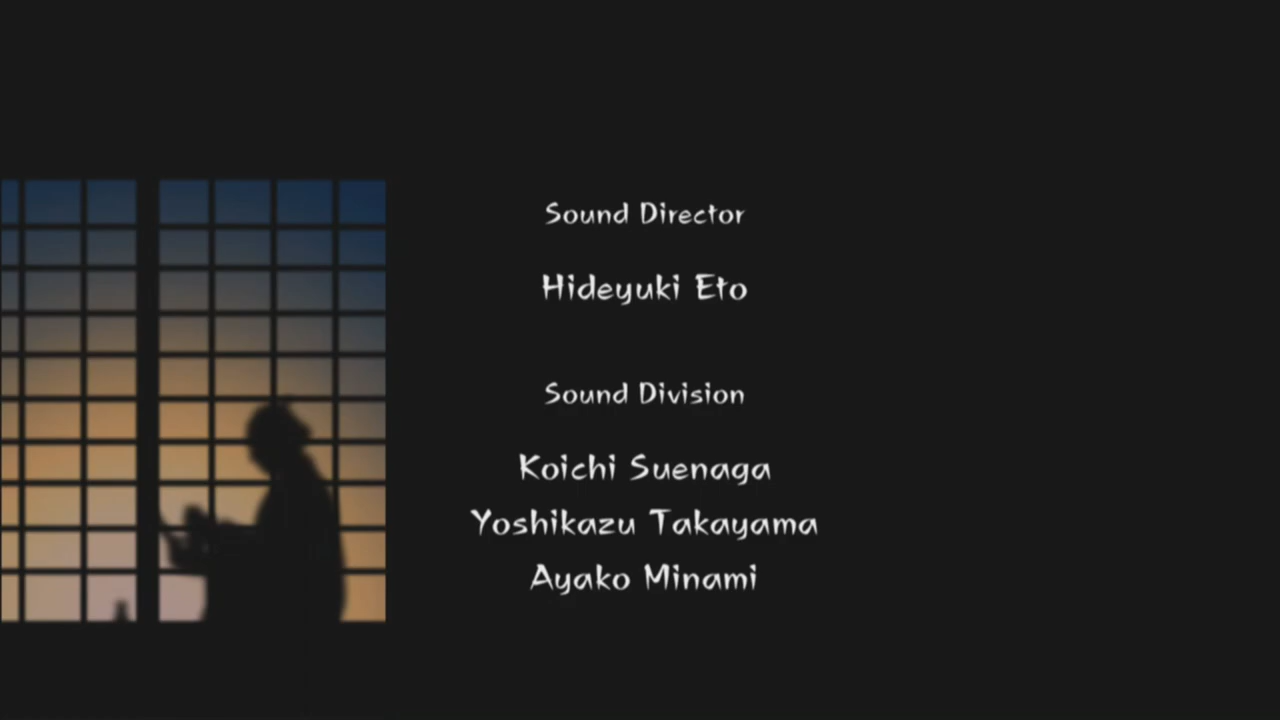 Sound Director
Hideyuki Eto
Sound Division
Koichi Suenaga
Yoshikazu Takayama
Ayako Minami